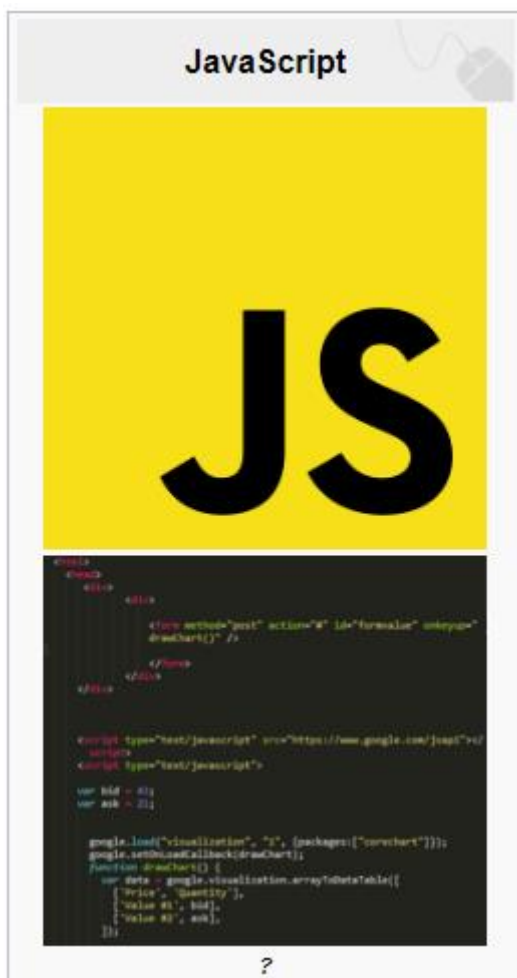 JavaScript
JS
<html>
<head>
<div>
<div>
<form method="post" action="#" id="formvalue" onkeyup="
drawChart()" />
</form>
</div>
</div>
<script type="text/javascript" src="https://www.google.com/jsapi"></
script>
<script type="text/javascript">
var bid =
var ask =
google.load("visualization", "1", {packages:["corechart"]});
google.setOnLoadCallback(drawChart);
function drawChart() {
var data = google.visualization.arrayToDataTable([
['Price', 'Quantity'],
['Value #1', bid],
['Value #2', ask],
]);
?